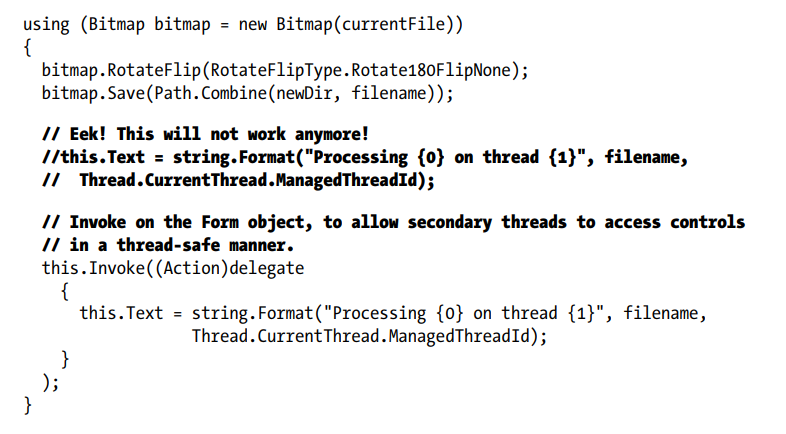 using (Bitmap bitmap = new Bitmap(currentFile))
{
bitmap.RotateFlip(RotateFlipType.Rotate180FlipNone);
bitmap.Save(Path.Combine(newDir, filename));
// Eek! This will not work anymore!
//this.Text = string.Format("Processing {0} on thread {1}", filename,
// Thread.CurrentThread.ManagedThreadId);
// Invoke on the Form object, to allow secondary threads to access controls
// in a thread-safe manner.
this.Invoke((Action)delegate
{
this.Text = string.Format("Processing {0} on thread {1}", filename,
Thread.CurrentThread.ManagedThreadId);
}
);
}